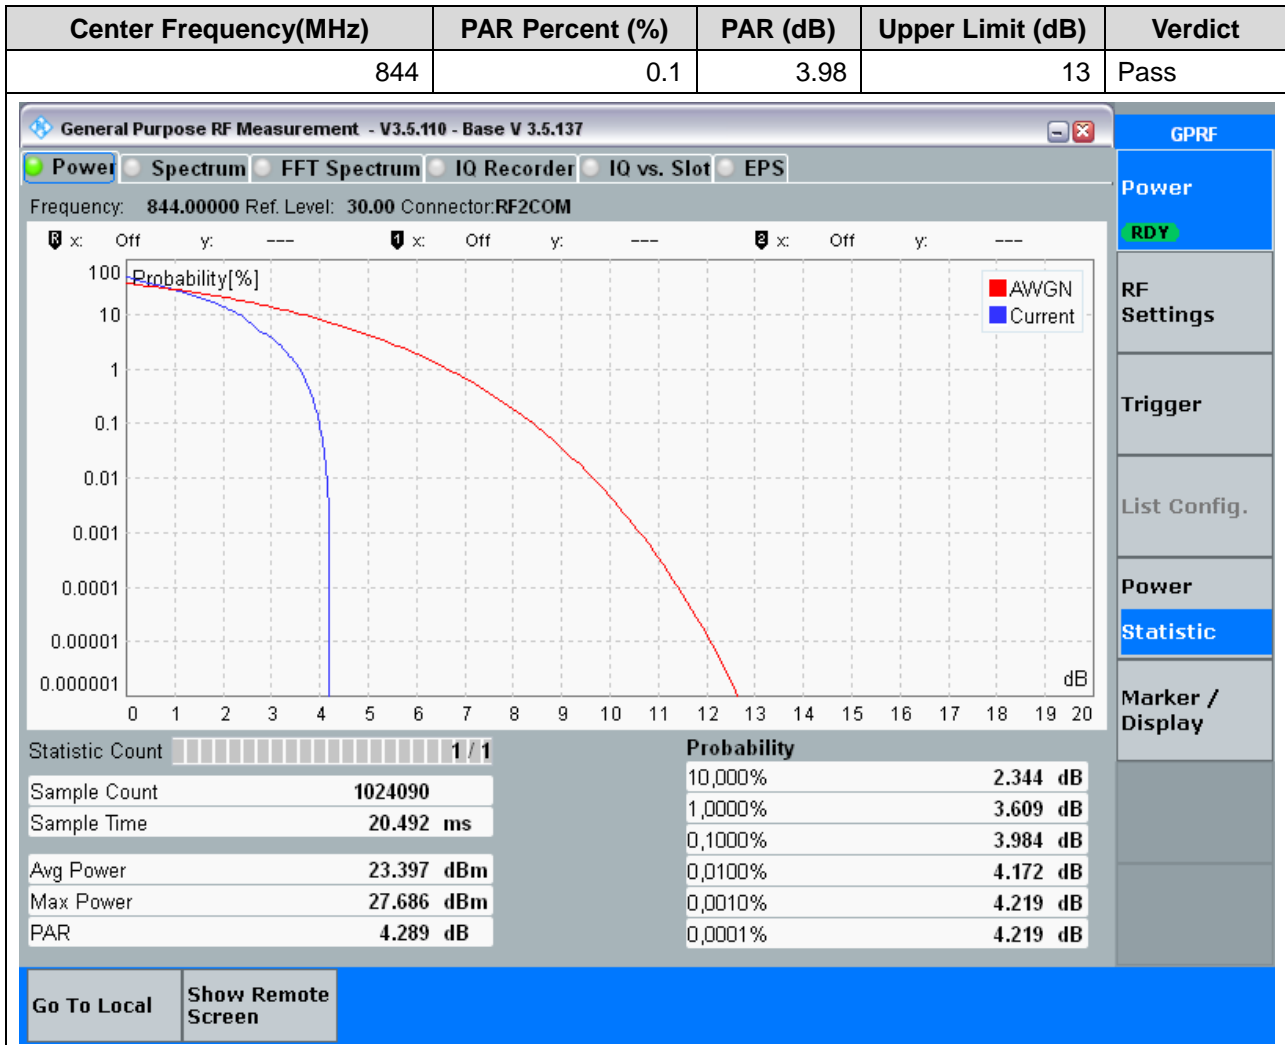 Center Frequency(MHz) PAR Percent (%) PAR (dB) Upper Limit (dB) Verdict
844 0.1 3.98 13 Pass
General Purpose RF Measurement - V3.5.110 - Base V 3.5.137
Power Spectrum FFT Spectrum IQ Recorder IQ vs. Slot EPS
Frequency: 844.00000 Ref. Level: 30.00 Connector:RF2COM
R x: Off y: --- 1 x: Off y: --- 2 x: Off y: ---
Probability[%]
100
10
1
0.1
0.01
0.001
0.0001
0.00001
0.000001
AWGN
Current
dB
0 1 2 3 4 5 6 7 8 9 10 11 12 13 14 15 16 17 18 19 20
Statistic Count 1 / 1
Sample Count 1024090
Sample Time 20.492 ms
Avg Power 23.397 dBm
Max Power 27.686 dBm
PAR 4.289 dB
Probability
10,000% 2.344 dB
1,0000% 3.609 dB
0,1000% 3.984 dB
0,0100% 4.172 dB
0,0010% 4.219 dB
0,0001% 4.219 dB
GPRF
Power
RDY
RF
Settings
Trigger
List Config.
Power
Statistic
Marker /
Display
Go To Local
Show Remote
Screen